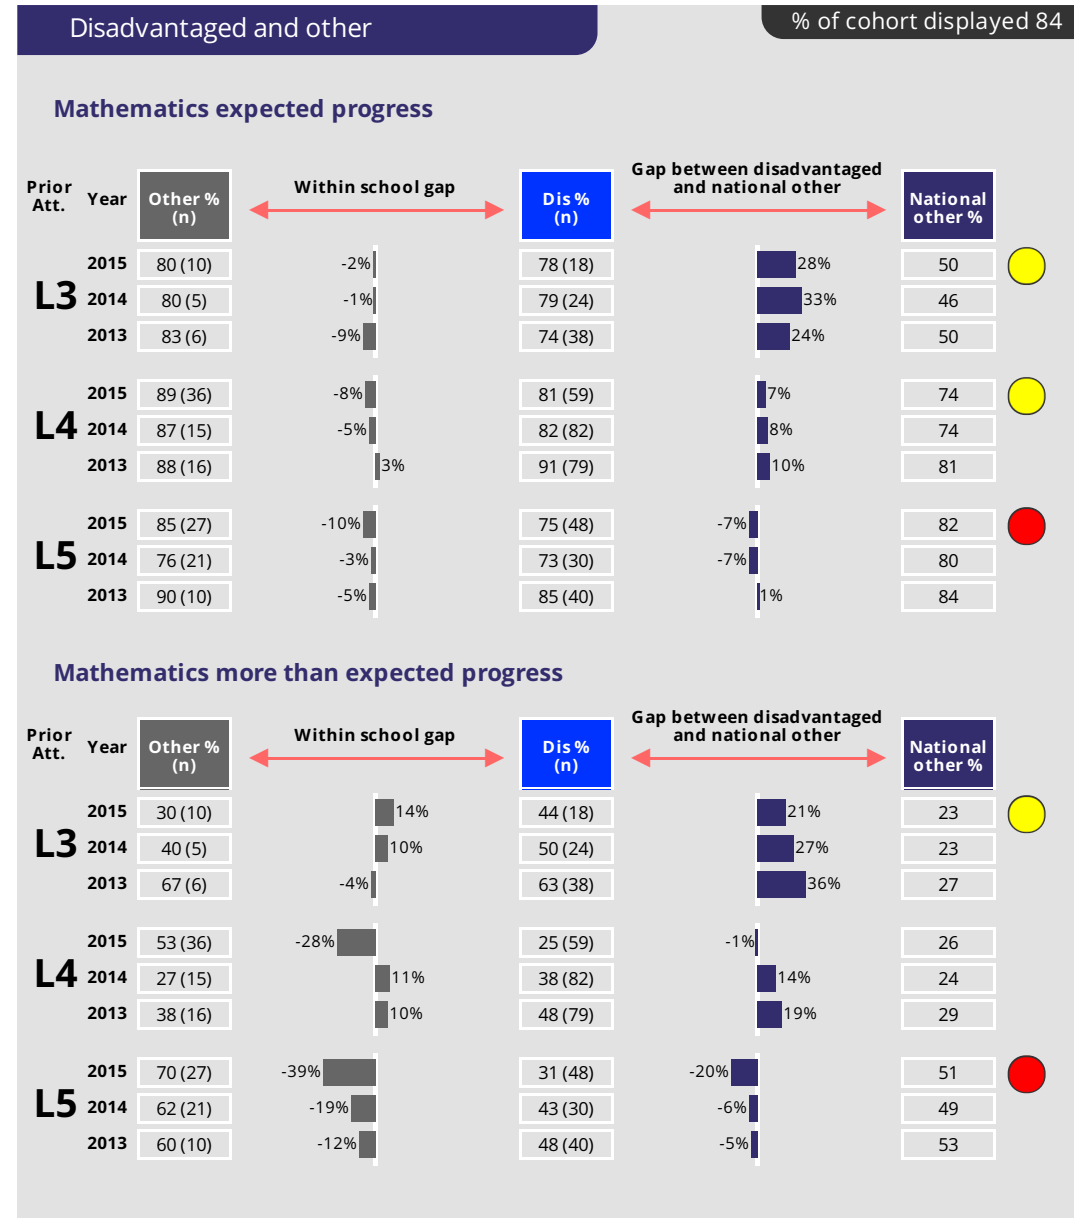 Disadvantaged and other
% of cohort displayed 84
Mathematics expected progress
Prior Att.
Year
Other % (n)
Within school gap
Dis % (n)
Gap between disadvantaged and national other
National other %
L3
2015 80 (10) -2% 78 (18) 28% 50
2014 80 (5) -1% 79 (24) 33% 46
2013 83 (6) -9% 74 (38) 24% 50
L4
2015 89 (36) -8% 81 (59) 7% 74
2014 87 (15) -5% 82 (82) 8% 74
2013 88 (16) 3% 91 (79) 10% 81
L5
2015 85 (27) -10% 75 (48) -7% 82
2014 76 (21) -3% 73 (30) -7% 80
2013 90 (10) -5% 85 (40) 1% 84
Mathematics more than expected progress
Prior Att.
Year
Other % (n)
Within school gap
Dis % (n)
Gap between disadvantaged and national other
National other %
L3
2015 30 (10) 14% 44 (18) 21% 23
2014 40 (5) 10% 50 (24) 27% 23
2013 67 (6) -4% 63 (38) 36% 27
L4
2015 53 (36) -28% 25 (59) -1% 26
2014 27 (15) 11% 38 (82) 14% 24
2013 38 (16) 10% 48 (79) 19% 29
L5
2015 70 (27) -39% 31 (48) -20% 51
2014 62 (21) -19% 43 (30) -6% 49
2013 60 (10) -12% 48 (40) -5% 53